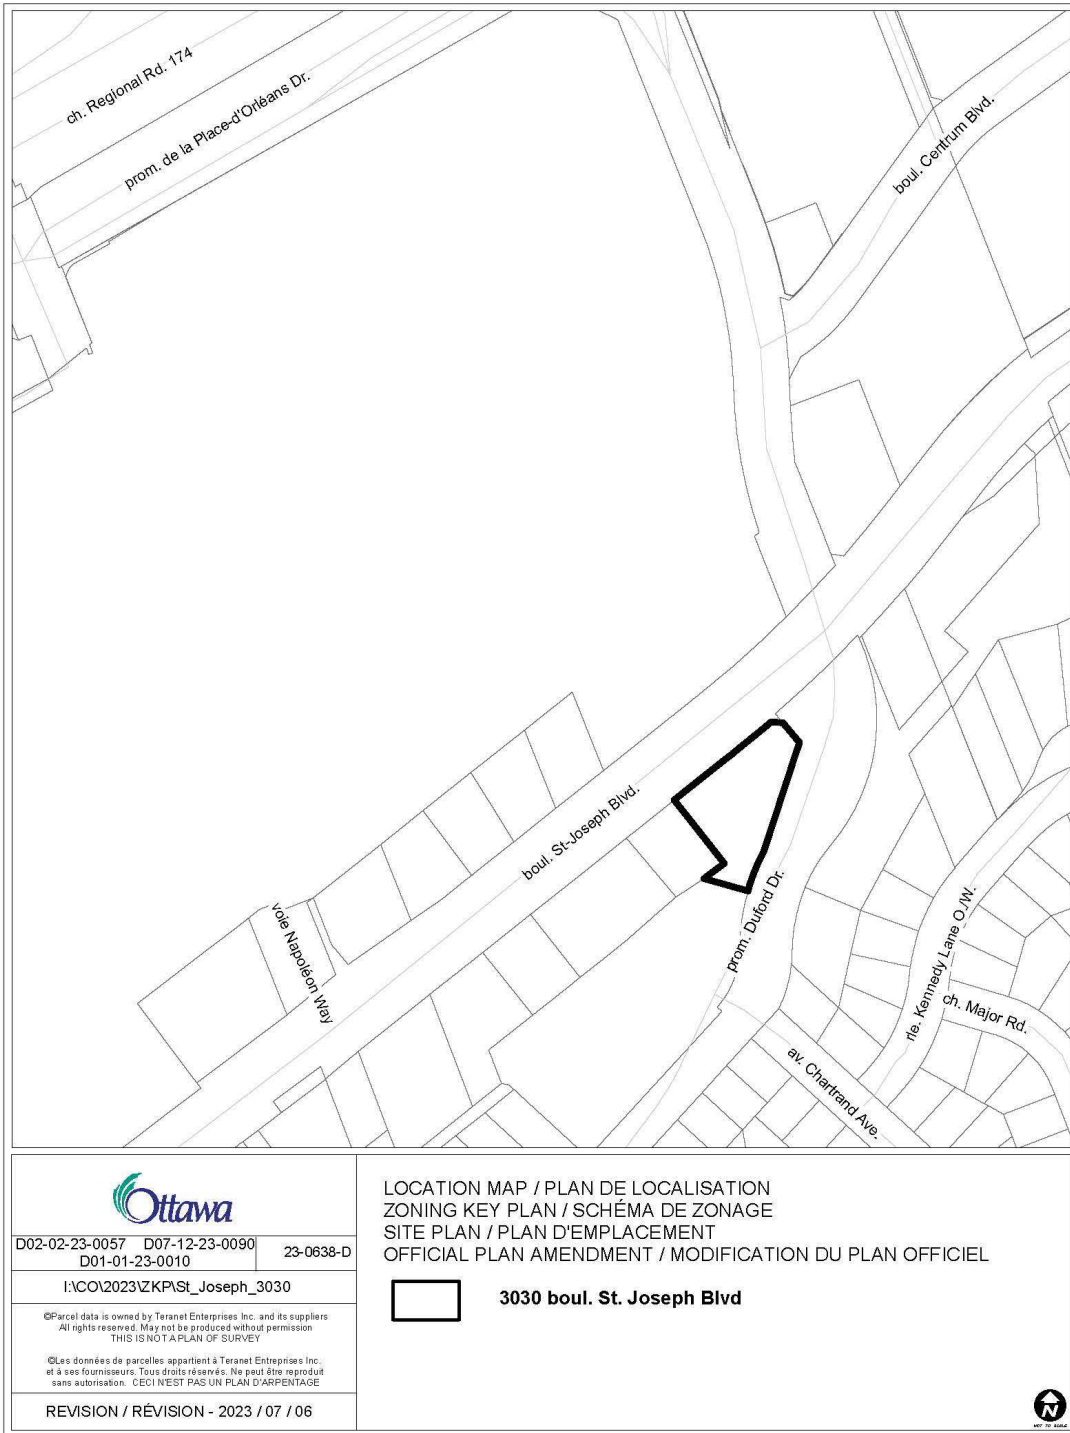 ch. Regional Rd. 174
prom. de la Place-d'Orléans Dr.
boul. Centrum Blvd.
boul. St-Joseph Blvd.
voie Napoléon Way
prom. Duford Dr.
rle. Kennedy Lane O./W.
ch. Major Rd.
av. Chartrand Ave.
Ottawa
D02-02-23-0057 D07-12-23-0090
D01-01-23-0010
23-0638-D
I:\CO\2023\ZKP\St_Joseph_3030
©Parcel data is owned by Teranet Enterprises Inc. and its suppliers
All rights reserved. May not be produced without permission
THIS IS NOT A PLAN OF SURVEY
©Les données de parcelles appartient à Teranet Entreprises Inc.
et à ses fournisseurs. Tous droits réservés. Ne peut être reproduit
sans autorisation. CECI N'EST PAS UN PLAN D'ARPENTAGE
REVISION / RÉVISION - 2023 / 07 / 06
LOCATION MAP / PLAN DE LOCALISATION
ZONING KEY PLAN / SCHÉMA DE ZONAGE
SITE PLAN / PLAN D'EMPLACEMENT
OFFICIAL PLAN AMENDMENT / MODIFICATION DU PLAN OFFICIEL
3030 boul. St. Joseph Blvd
N
NOT TO SCALE